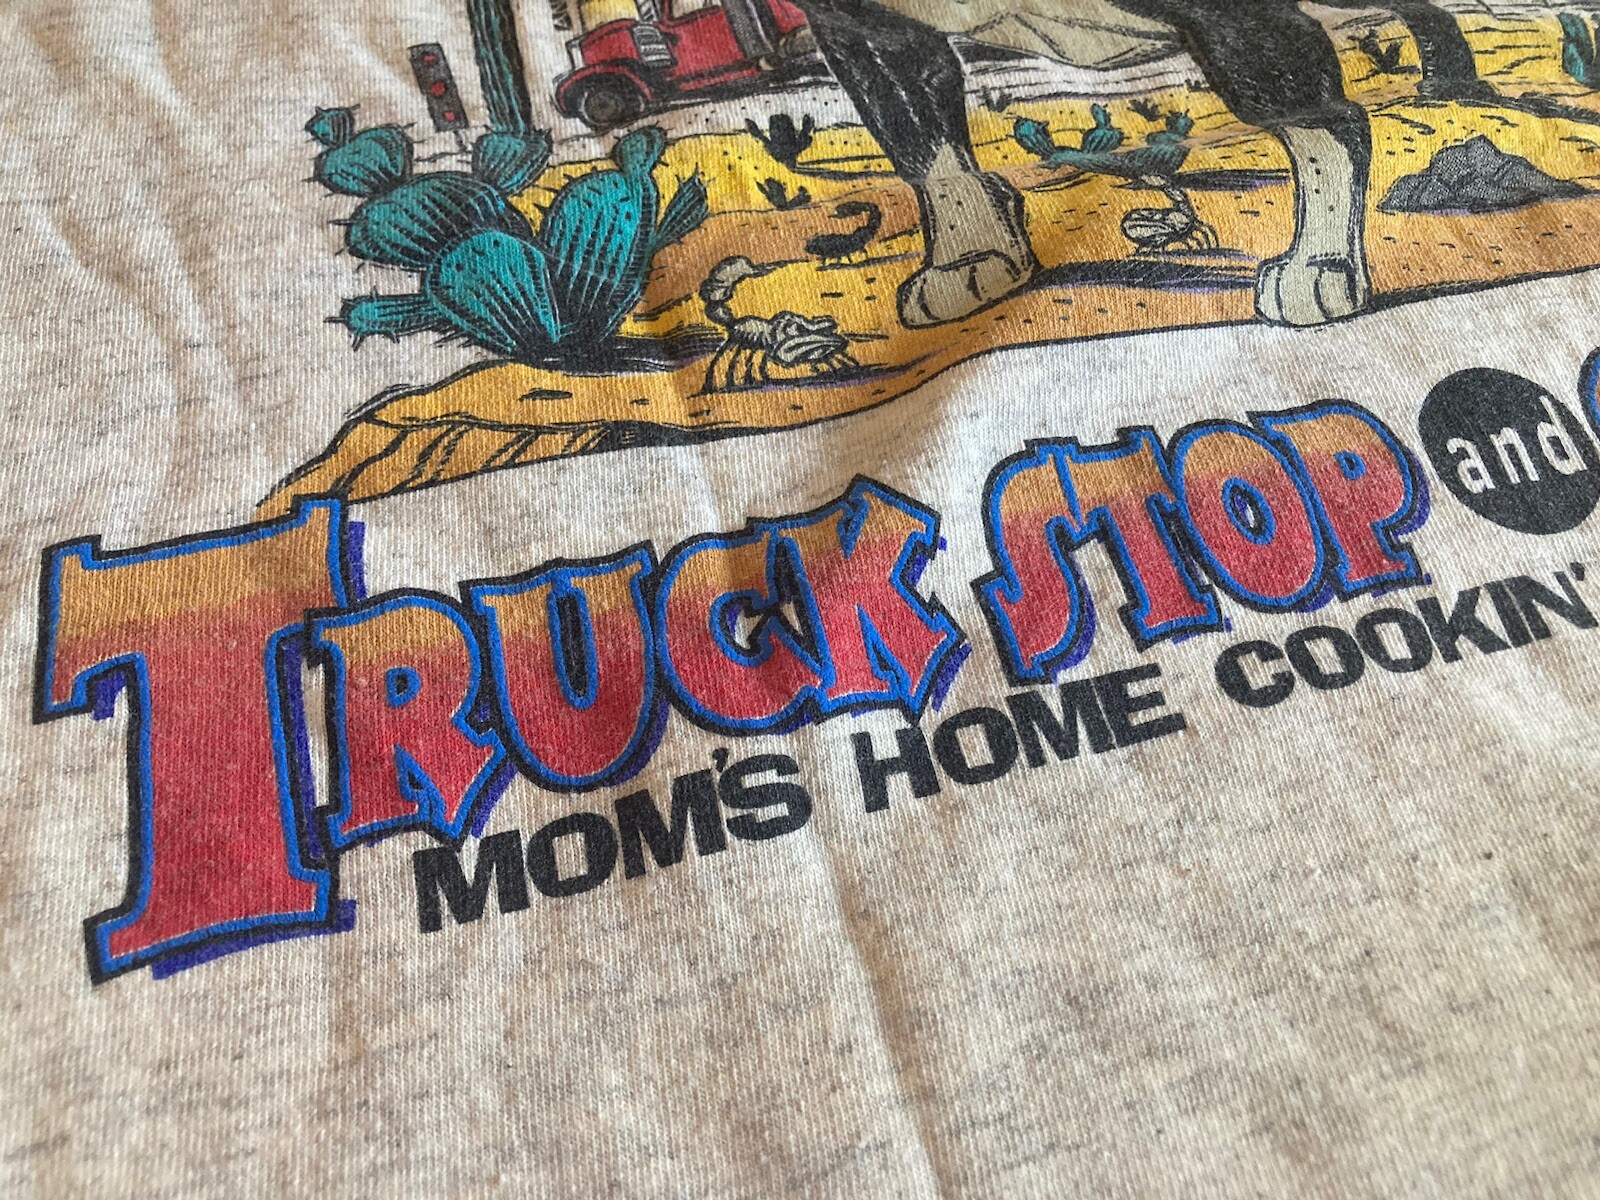 TRUCK STOP and
MOM'S HOME COOKIN'